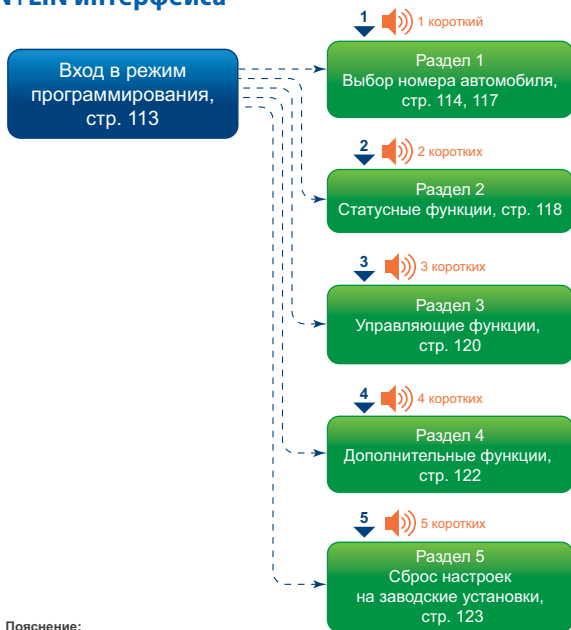 LIN интерфейса
Вход в режим
программирования,
стр. 113
1 1 короткий
Раздел 1
Выбор номера автомобиля,
стр. 114, 117
2 2 коротких
Раздел 2
Статусные функции, стр. 118
3 3 коротких
Раздел 3
Управляющие функции,
стр. 120
4 4 коротких
Раздел 4
Дополнительные функции,
стр. 122
5 5 коротких
Раздел 5
Сброс настроек
на заводские установки,
стр. 123
Пояснение: